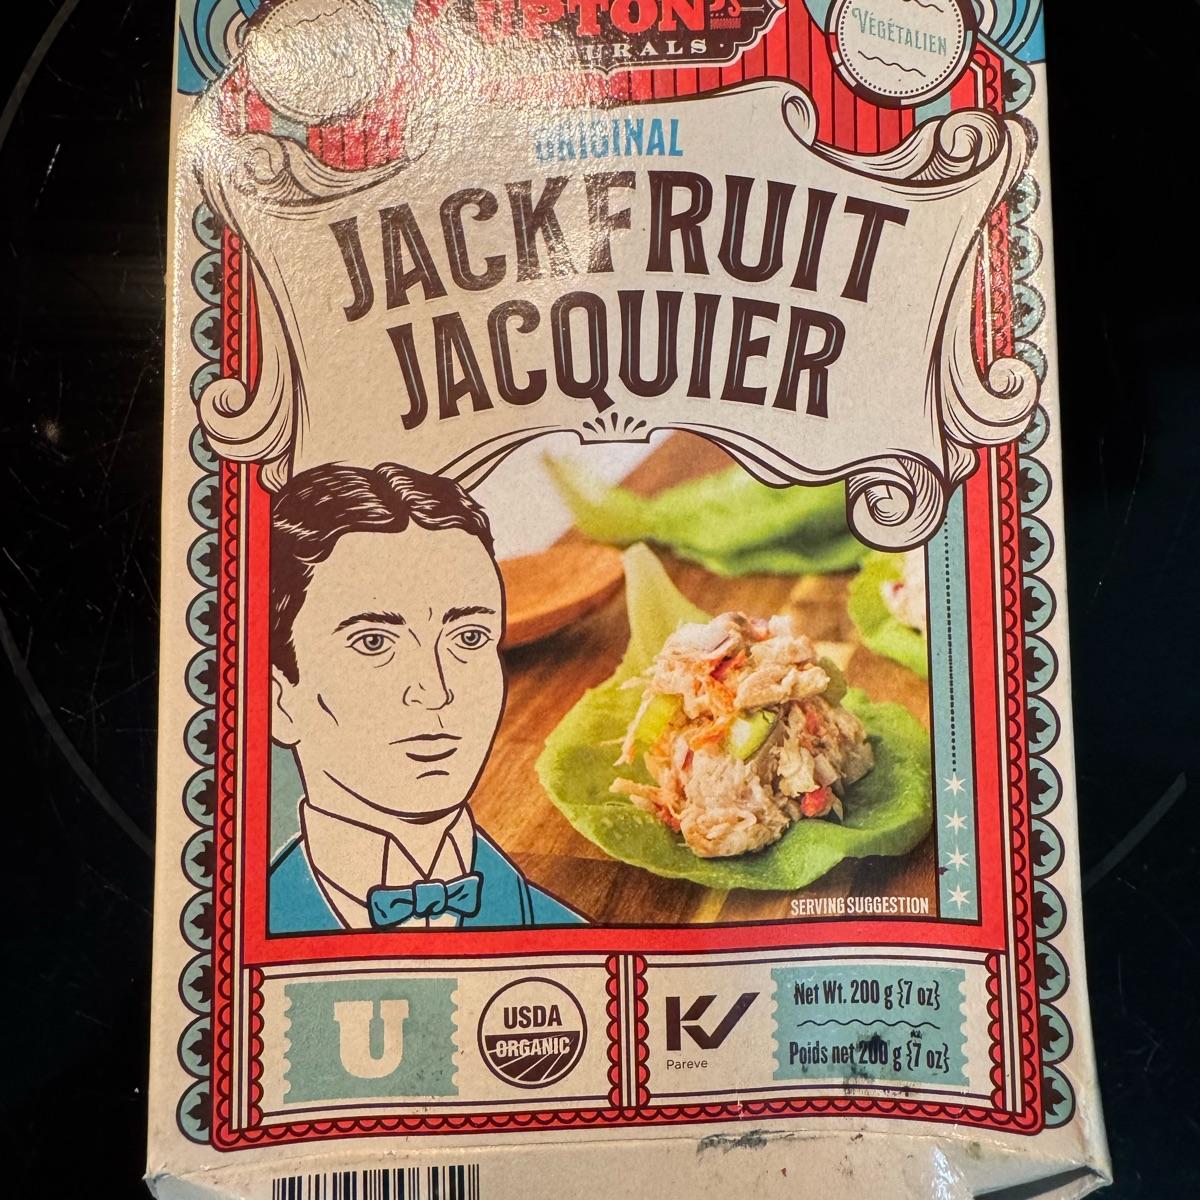 UPTON'S
NATURALS
VÉGÉTALIEN
ORIGINAL
JACKFRUIT
JACQUIER
SERVING SUGGESTION
U
USDA
ORGANIC
KV
Pareve
Net Wt. 200 g {7 oz}
Poids net 200 g {7 oz}